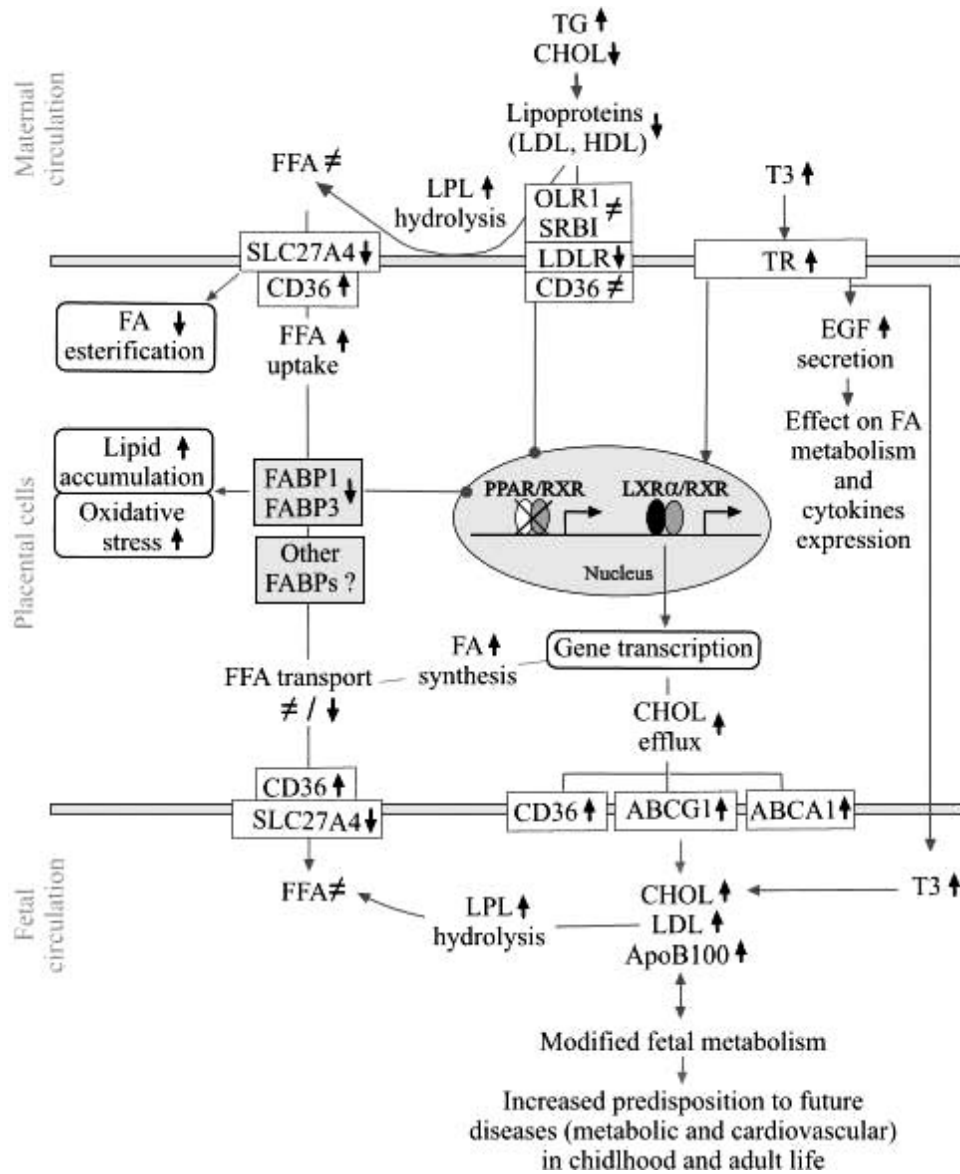 Maternal
circulation
TG ↑
CHOL ↓
Lipoproteins
(LDL, HDL) ↓
FFA ≠
LPL ↑
hydrolysis
OLR1
SRBI
≠
LDLR ↓
CD36 ≠
T3 ↑
TR ↑
SLC27A4 ↓
CD36 ↑
FA ↓
esterification
FFA ↑
uptake
EGF ↑
secretion
Effect on FA
metabolism
and
cytokines
expression
Placental cells
Lipid ↑
accumulation
Oxidative
stress ↑
FABP1
FABP3
↓
Other
FABPs ?
PPAR/RXR
LXRα/RXR
Nucleus
Gene transcription
FA ↑
synthesis
FFA transport
≠ / ↓
CHOL
efflux ↑
CD36 ↑
SLC27A4 ↓
CD36 ↑
ABCG1 ↑
ABCA1 ↑
Fetal
circulation
FFA ≠
LPL ↑
hydrolysis
CHOL ↑
LDL ↑
ApoB100 ↑
T3 ↑
Modified fetal metabolism
Increased predisposition to future
diseases (metabolic and cardiovascular)
in chidlhood and adult life